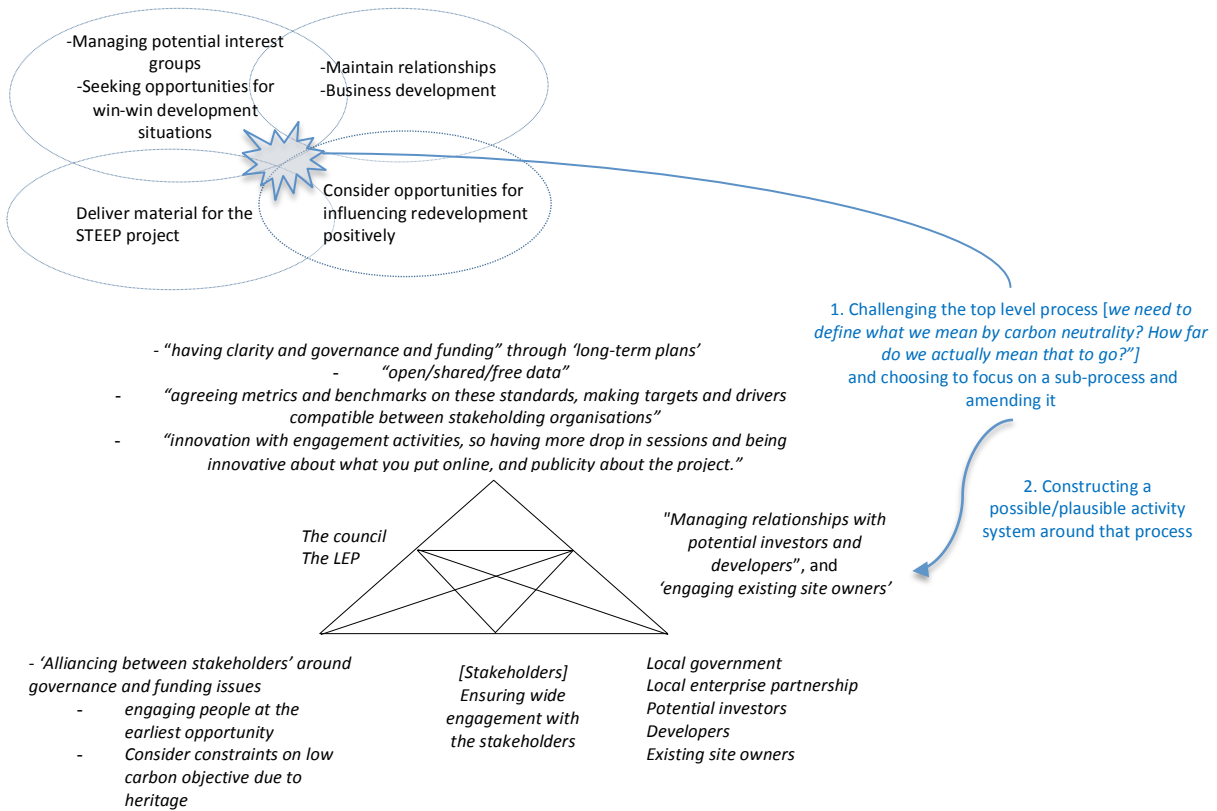 -Managing potential interest
groups
-Seeking opportunities for
win-win development
situations
-Maintain relationships
-Business development
Deliver material for the
STEEP project
Consider opportunities for
influencing redevelopment
positively
1. Challenging the top level process [we need to
define what we mean by carbon neutrality? How far
do we actually mean that to go?”]
and choosing to focus on a sub-process and
amending it
2. Constructing a
possible/plausible activity
system around that process
- “having clarity and governance and funding” through ‘long-term plans’
- “open/shared/free data”
- “agreeing metrics and benchmarks on these standards, making targets and drivers
compatible between stakeholding organisations”
- “innovation with engagement activities, so having more drop in sessions and being
innovative about what you put online, and publicity about the project.”
The council
The LEP
"Managing relationships with
potential investors and
developers”, and
‘engaging existing site owners’
- ‘Alliancing between stakeholders’ around
governance and funding issues
- engaging people at the
earliest opportunity
- Consider constraints on low
carbon objective due to
heritage
[Stakeholders]
Ensuring wide
engagement with
the stakeholders
Local government
Local enterprise partnership
Potential investors
Developers
Existing site owners